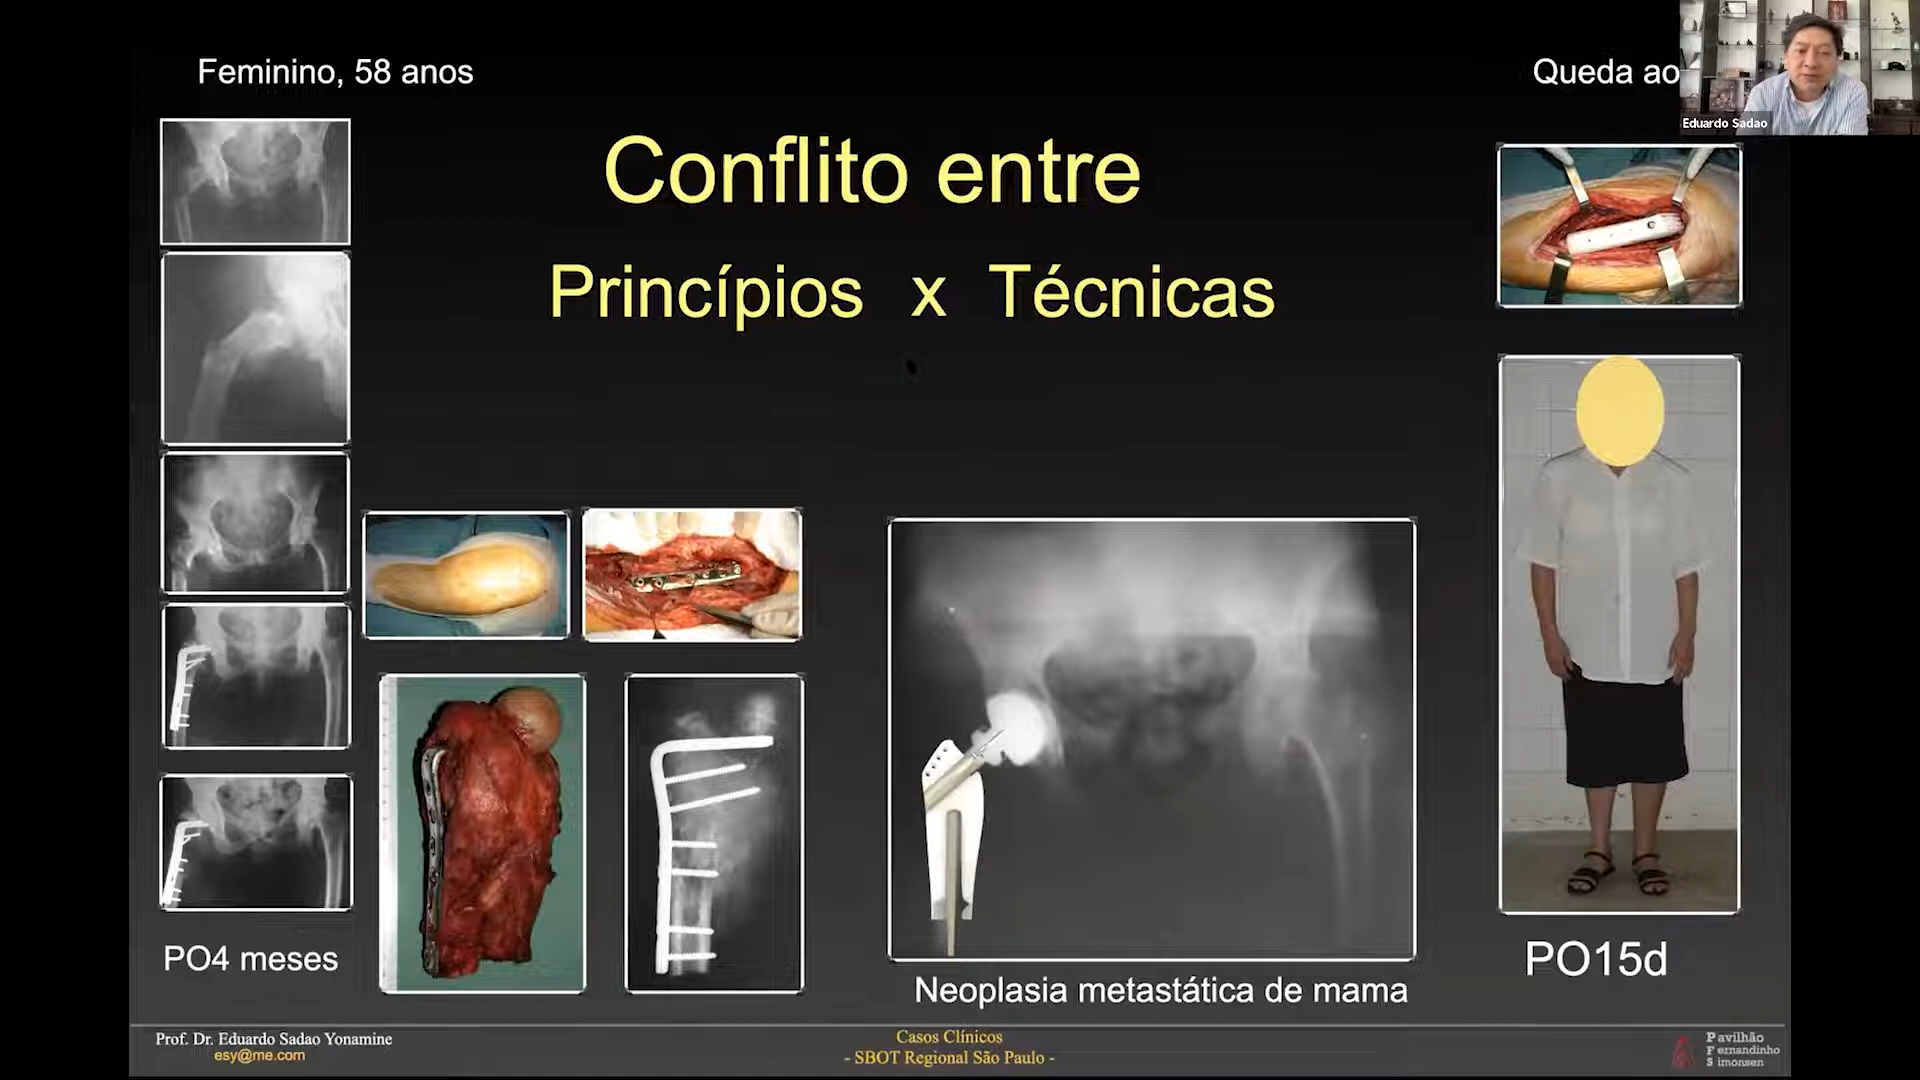 Feminino, 58 anos
Queda ao
Eduardo Sadao
Conflito entre
Princípios x Técnicas
PO4 meses
Neoplasia metastática de mama
PO15d
Prof. Dr. Eduardo Sadao Yonamine
esy@me.com
Casos Clínicos
- SBOT Regional São Paulo -
Pavilhão
Fernandinho
Simonsen